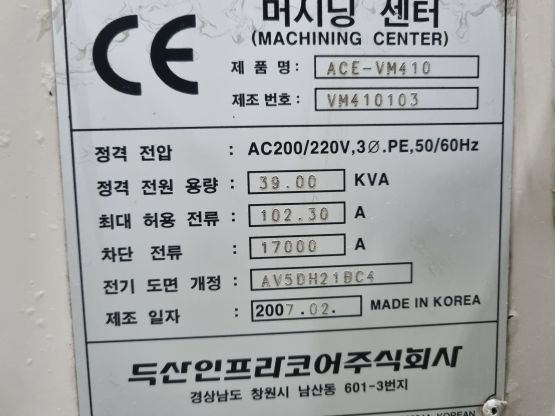 CE
머시닝 센터
(MACHINING CENTER)
제 품 명 : ACE-VM410
제조 번호 : VM410103
정격 전압 : AC200/220V,3Ø.PE,50/60Hz
정격 전원 용량 : 39.00 KVA
최대 허용 전류 : 102.30 A
차단 전류 : 17000 A
전기 도면 개정 : AV5DH21BC4
제조 일자 : 2007.02. MADE IN KOREA
두산인프라코어주식회사
경상남도 창원시 남산동 601-3번지
KOREAN